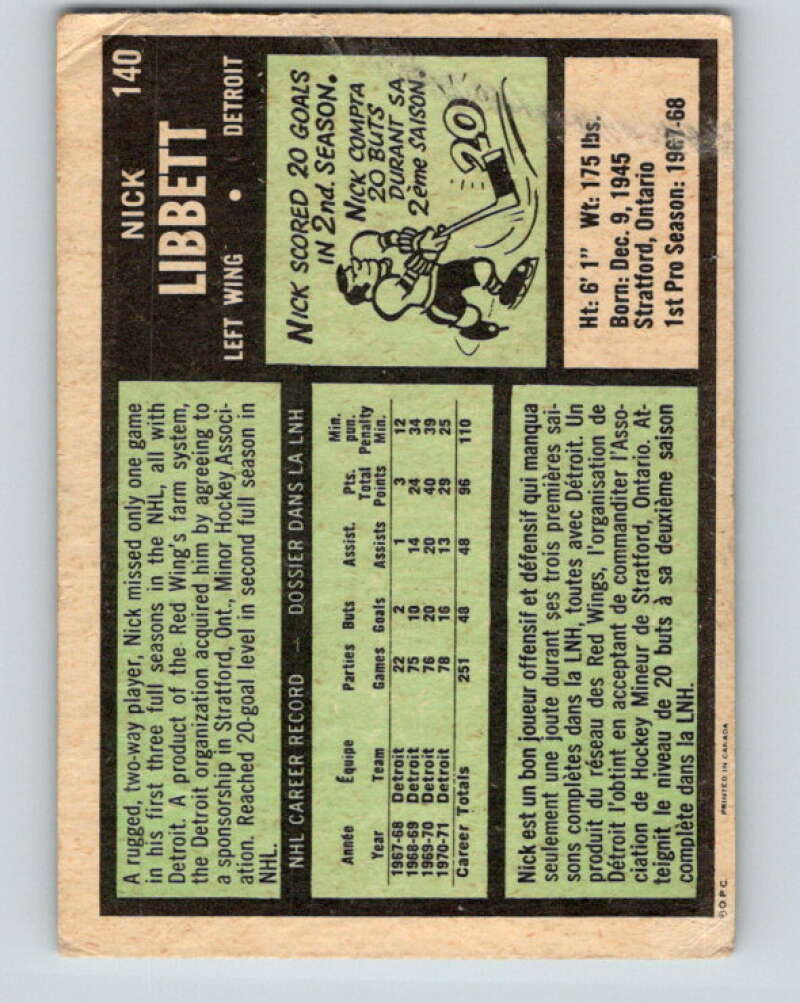 140
NICK
LIBBETT
LEFT WING • DETROIT
A rugged, two-way player, Nick missed only one game
in his first three full seasons in the NHL, all with
Detroit. A product of the Red Wing's farm system,
the Detroit organization acquired him by agreeing to
a sponsorship in Stratford, Ont., Minor Hockey Associ-
ation. Reached 20-goal level in second full season in
NHL.
NICK SCORED 20 GOALS
IN 2nd. SEASON.
NICK COMPTA
20 BUTS
DURANT SA
2ème SAISON.
20
NHL CAREER RECORD — DOSSIER DANS LA LNH
Année Équipe Parties Buts Assist. Pts. Total Min. pun. Penalty
Year Team Games Goals Assists Points Min.
1967-68 Detroit 22 2 1 3 12
1968-69 Detroit 75 10 14 24 34
1969-70 Detroit 76 20 20 40 39
1970-71 Detroit 78 16 13 29 25
Career Totals 251 48 48 96 110
Ht: 6' 1" Wt: 175 lbs.
Born: Dec. 9, 1945
Stratford, Ontario
1st Pro Season: 1967-68
Nick est un bon joueur offensif et défensif qui manqua
seulement une joute durant ses trois premières sai-
sons complètes dans la LNH, toutes avec Détroit. Un
produit du réseau des Red Wings, l'organisation de
Détroit l'obtint en acceptant de commanditer l'Asso-
ciation de Hockey Mineur de Stratford, Ontario. At-
teignit le niveau de 20 buts à sa deuxième saison
complète dans la LNH.
© O.P.C. PRINTED IN CANADA